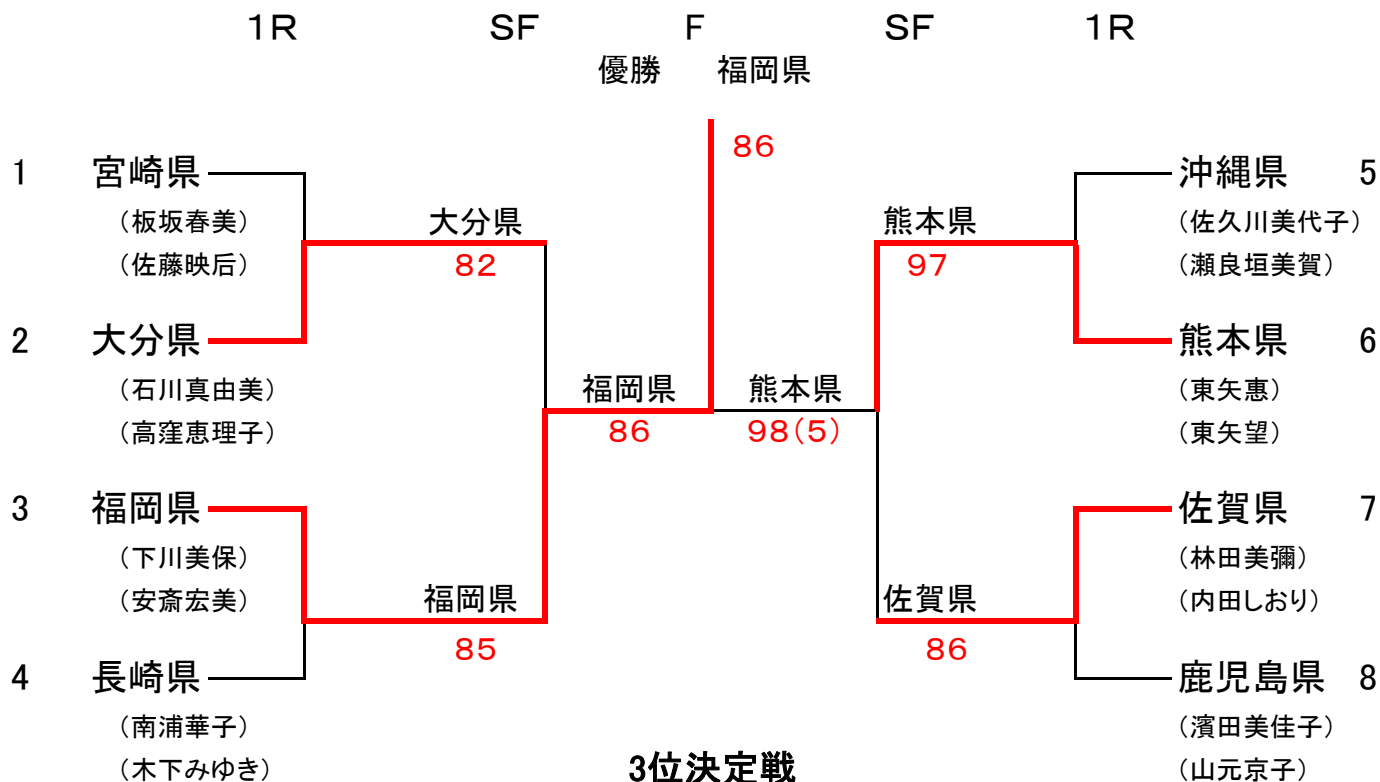 1R SF F SF 1R
優勝 福岡県
86
1 宮崎県
（板坂春美）
（佐藤映后）
大分県
82
2 大分県
（石川真由美）
（高窪恵理子）
福岡県
86
3 福岡県
（下川美保）
（安斎宏美）
福岡県
85
4 長崎県
（南浦華子）
（木下みゆき）
沖縄県 5
（佐久川美代子）
（瀬良垣美賀）
熊本県
97
熊本県 6
（東矢惠）
（東矢望）
熊本県
98(5)
佐賀県 7
（林田美彌）
（内田しおり）
佐賀県
86
鹿児島県 8
（濱田美佳子）
（山元京子）
3位決定戦